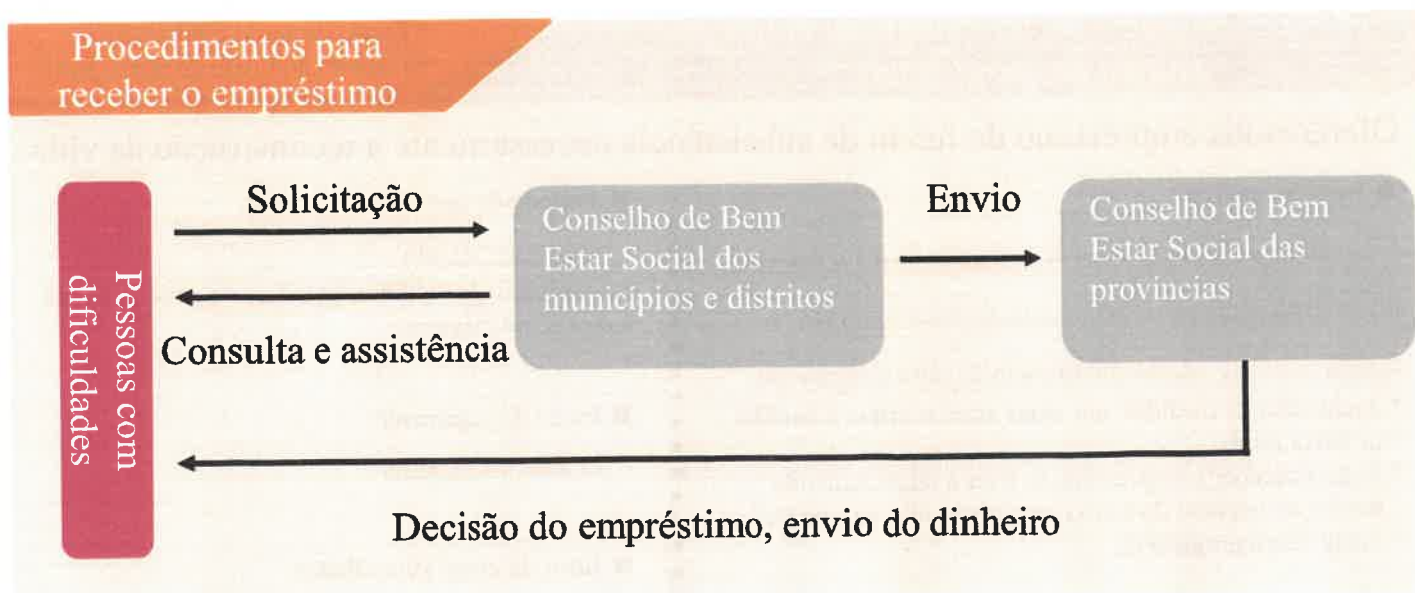 Procedimentos para
receber o empréstimo
Pessoas com
dificuldades
Solicitação
Consulta e assistência
Conselho de Bem
Estar Social dos
municípios e distritos
Envio
Conselho de Bem
Estar Social das
provincias
Decisão do empréstimo, envio do dinheiro